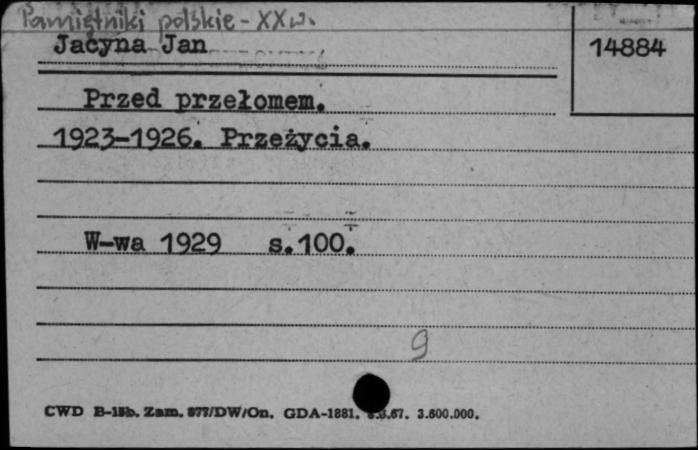 Pamiętniki polskie - XX w.
Jacyna Jan
14884
Przed przełomem.
1923-1926. Przeżycia.
W-wa 1929 s.100.
9
CWD B-15b. Zam. 877/DW/On. GDA-1881. 67. 3.600.000.